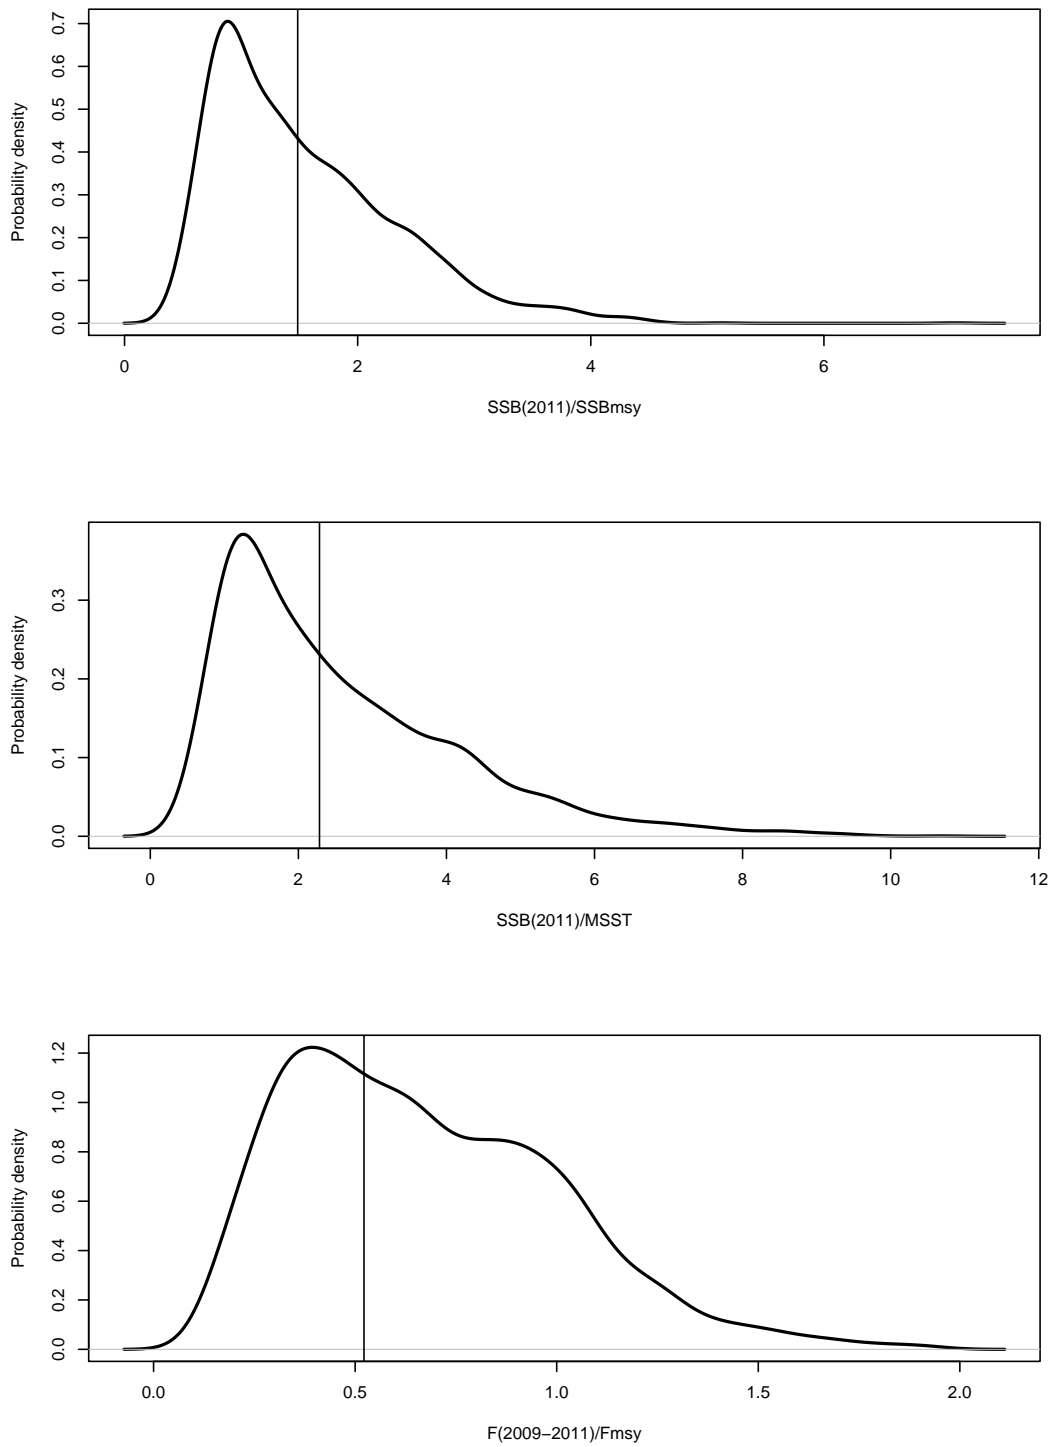 Probability density
0.0 0.1 0.2 0.3 0.4 0.5 0.6 0.7
0 2 4 6
SSB(2011)/SSBmsy
Probability density
0.0 0.1 0.2 0.3
0 2 4 6 8 10 12
SSB(2011)/MSST
Probability density
0.0 0.2 0.4 0.6 0.8 1.0 1.2
0.0 0.5 1.0 1.5 2.0
F(2009−2011)/Fmsy